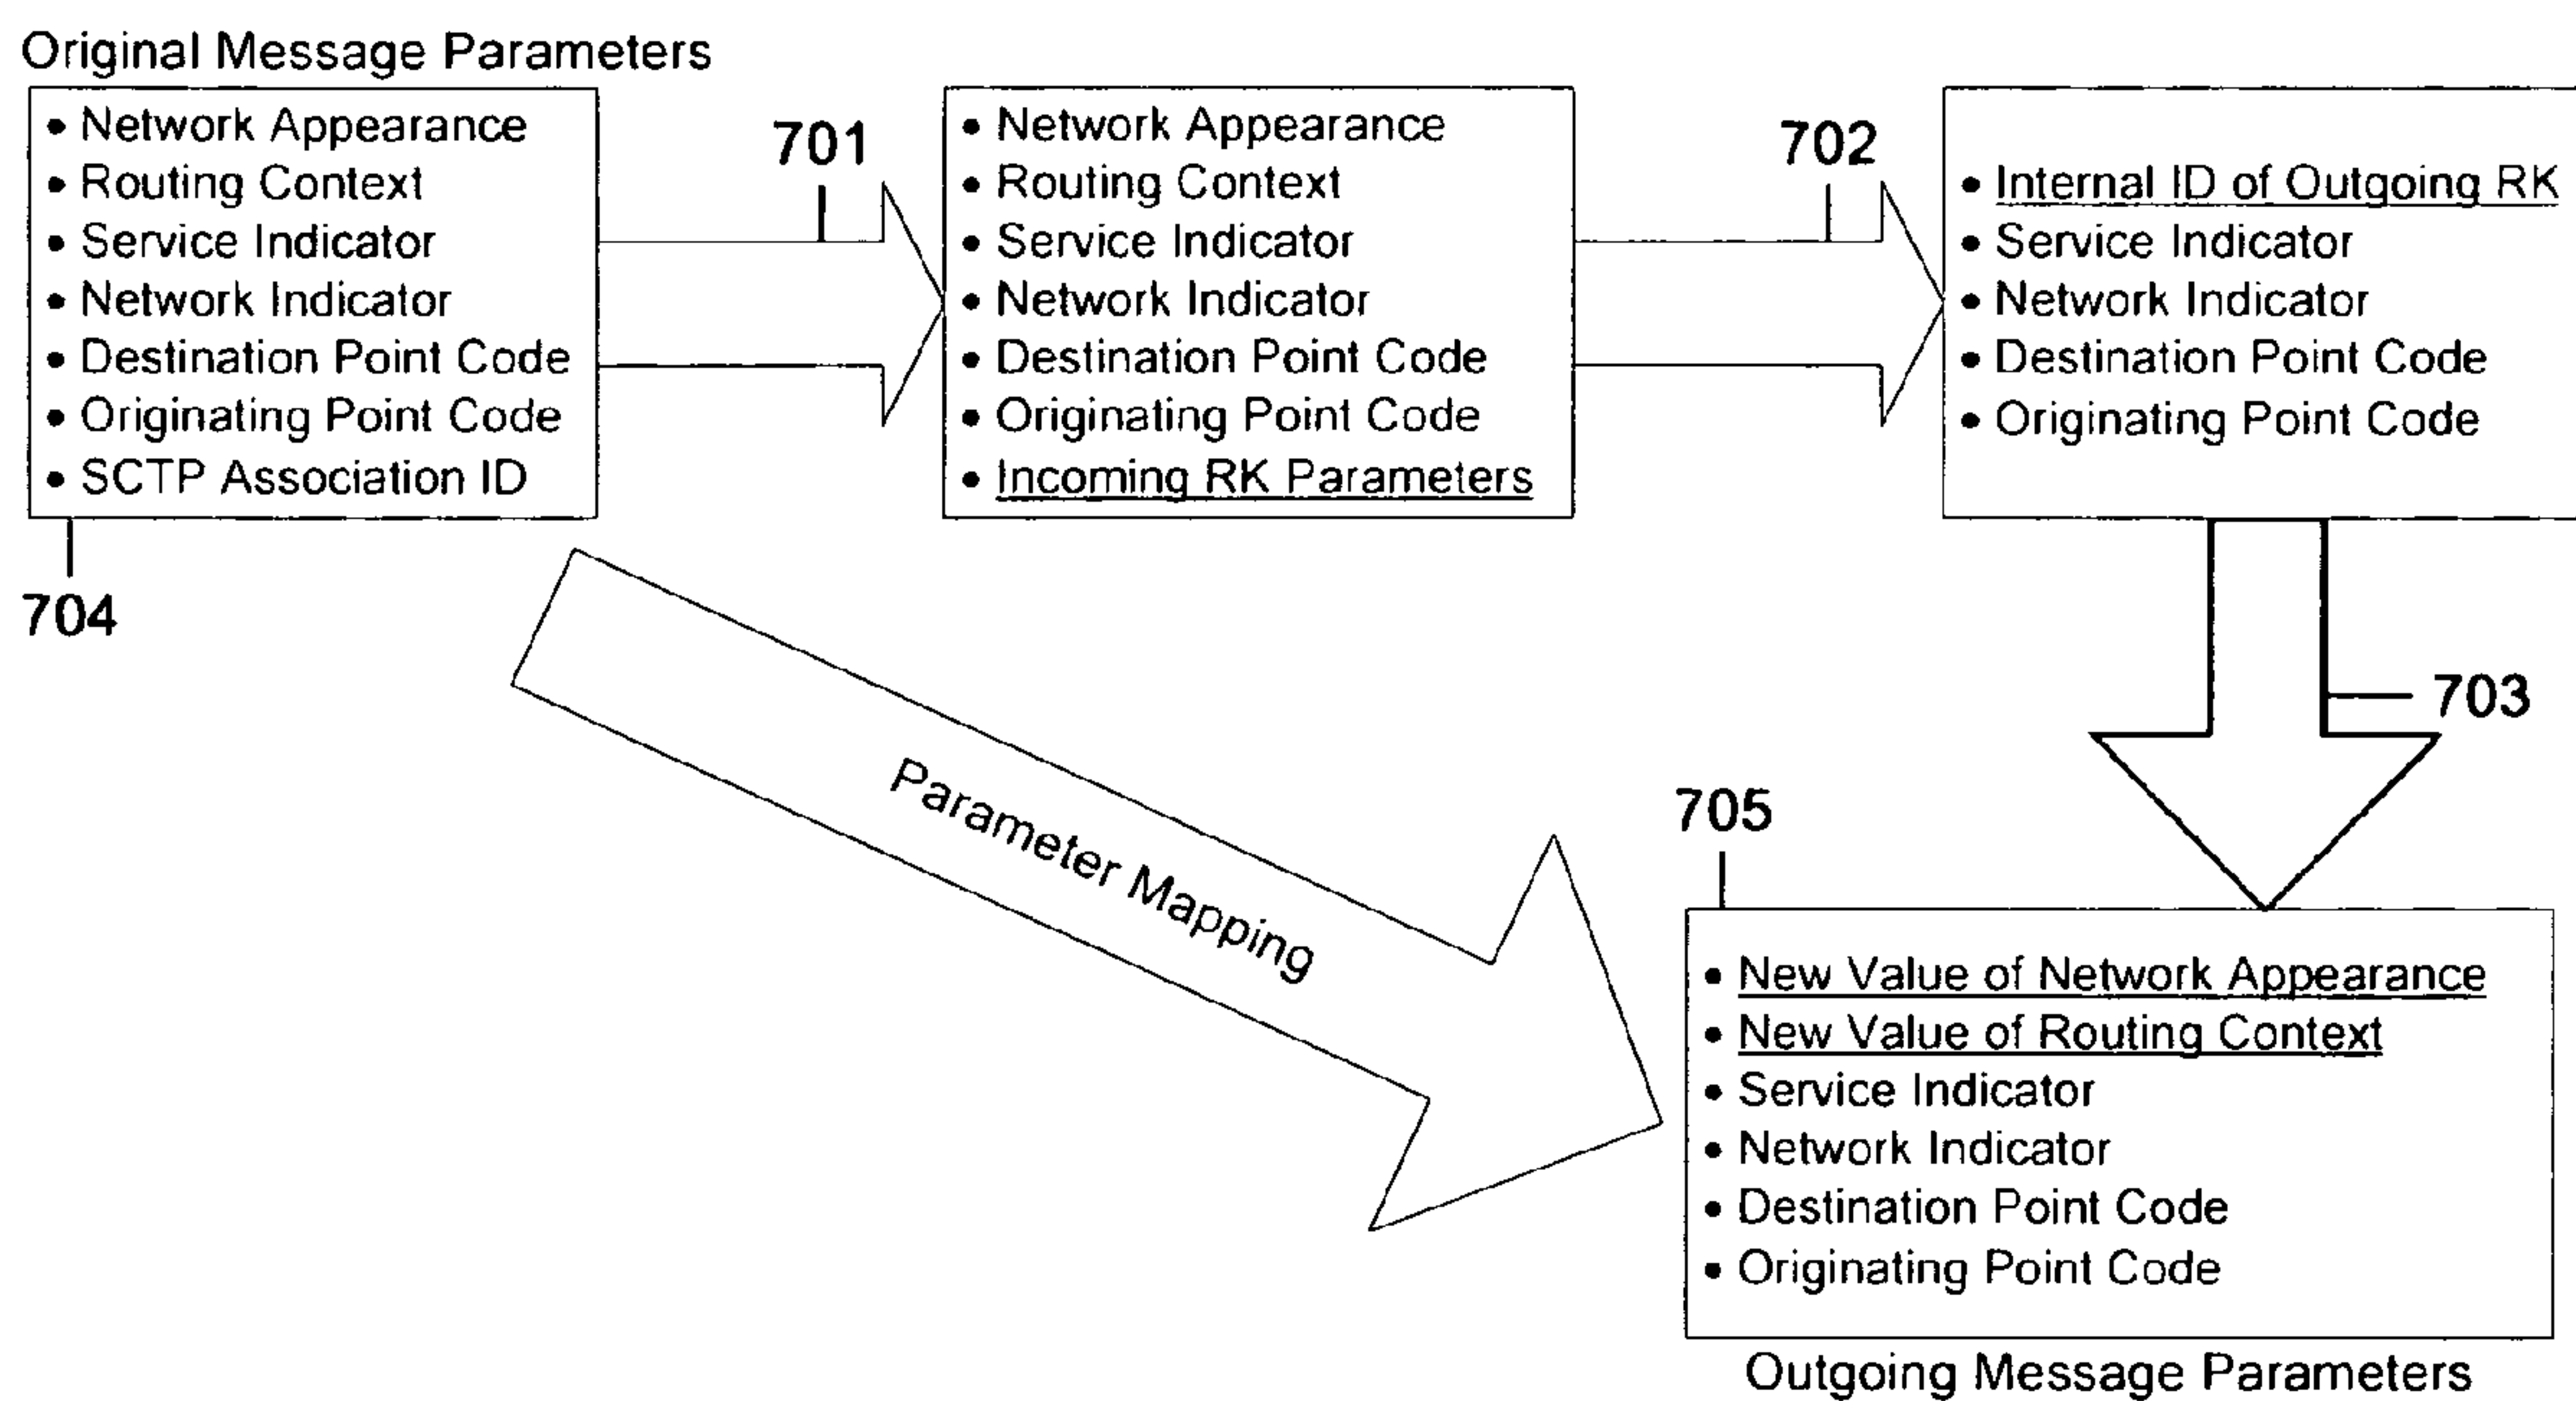 Original Message Parameters
• Network Appearance
• Routing Context
• Service Indicator
• Network Indicator
• Destination Point Code
• Originating Point Code
• SCTP Association ID
704
701
• Network Appearance
• Routing Context
• Service Indicator
• Network Indicator
• Destination Point Code
• Originating Point Code
• Incoming RK Parameters
702
• Internal ID of Outgoing RK
• Service Indicator
• Network Indicator
• Destination Point Code
• Originating Point Code
703
Parameter Mapping
705
• New Value of Network Appearance
• New Value of Routing Context
• Service Indicator
• Network Indicator
• Destination Point Code
• Originating Point Code
Outgoing Message Parameters